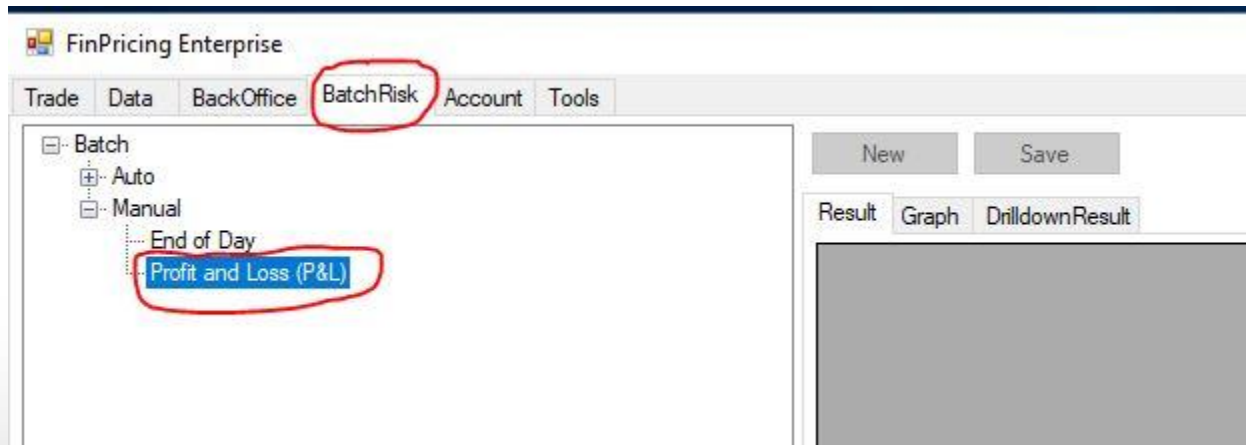 FinPricing Enterprise
Trade Data BackOffice BatchRisk Account Tools
Batch
Auto
Manual
End of Day
Profit and Loss (P&L)
New Save
Result Graph DrilldownResult